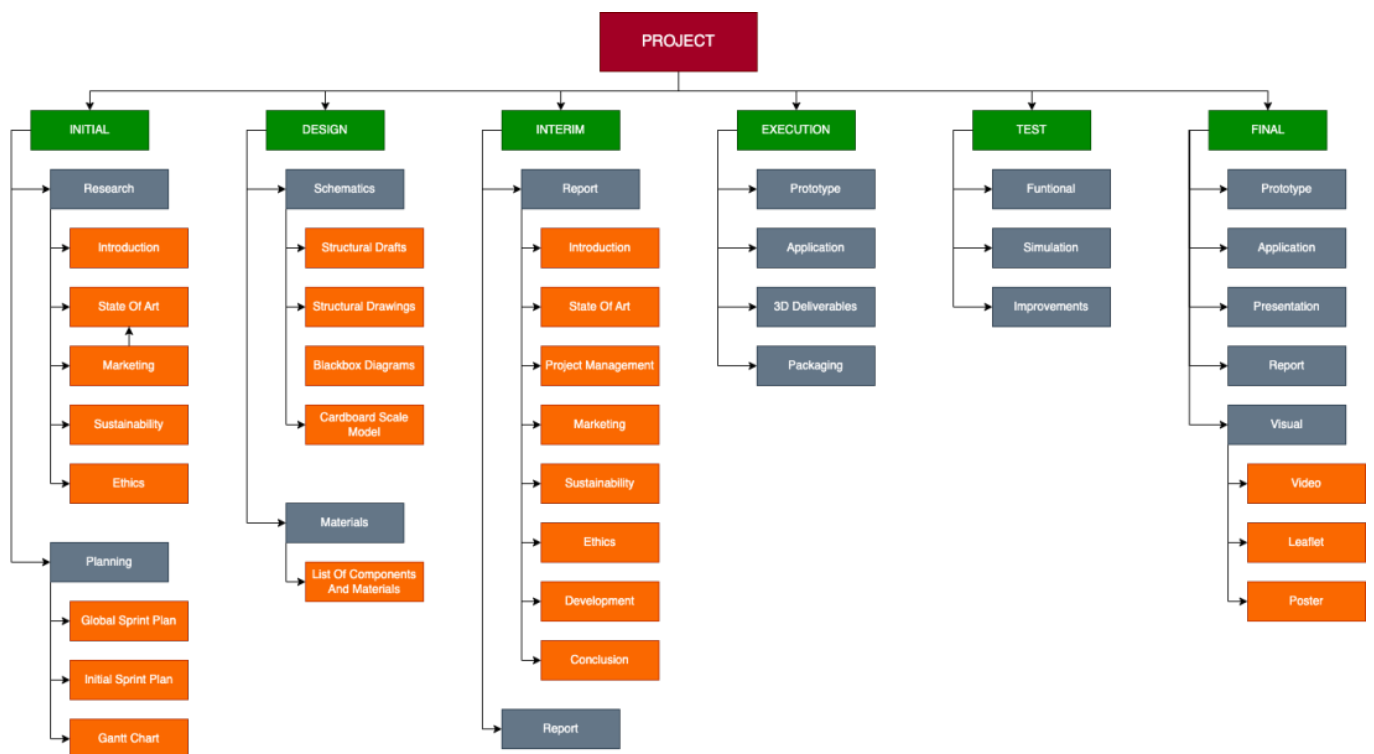 PROJECT
INITIAL
Research
Introduction
State Of Art
Marketing
Sustainability
Ethics
Planning
Global Sprint Plan
Initial Sprint Plan
Gantt Chart
DESIGN
Schematics
Structural Drafts
Structural Drawings
Blackbox Diagrams
Cardboard Scale
Model
Materials
List Of Components
And Materials
INTERIM
Report
Introduction
State Of Art
Project Management
Marketing
Sustainability
Ethics
Development
Conclusion
Report
EXECUTION
Prototype
Application
3D Deliverables
Packaging
TEST
Funtional
Simulation
Improvements
FINAL
Prototype
Application
Presentation
Report
Visual
Video
Leaflet
Poster